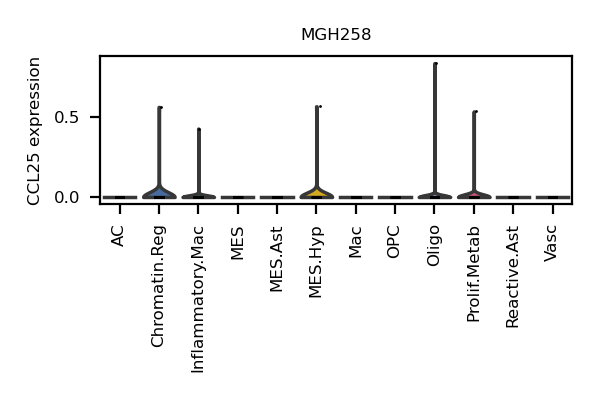 MGH258
CCL25 expression
0.5
0.0
AC
Chromatin.Reg
Inflammatory.Mac
MES
MES.Ast
MES.Hyp
Mac
OPC
Oligo
Prolif.Metab
Reactive.Ast
Vasc